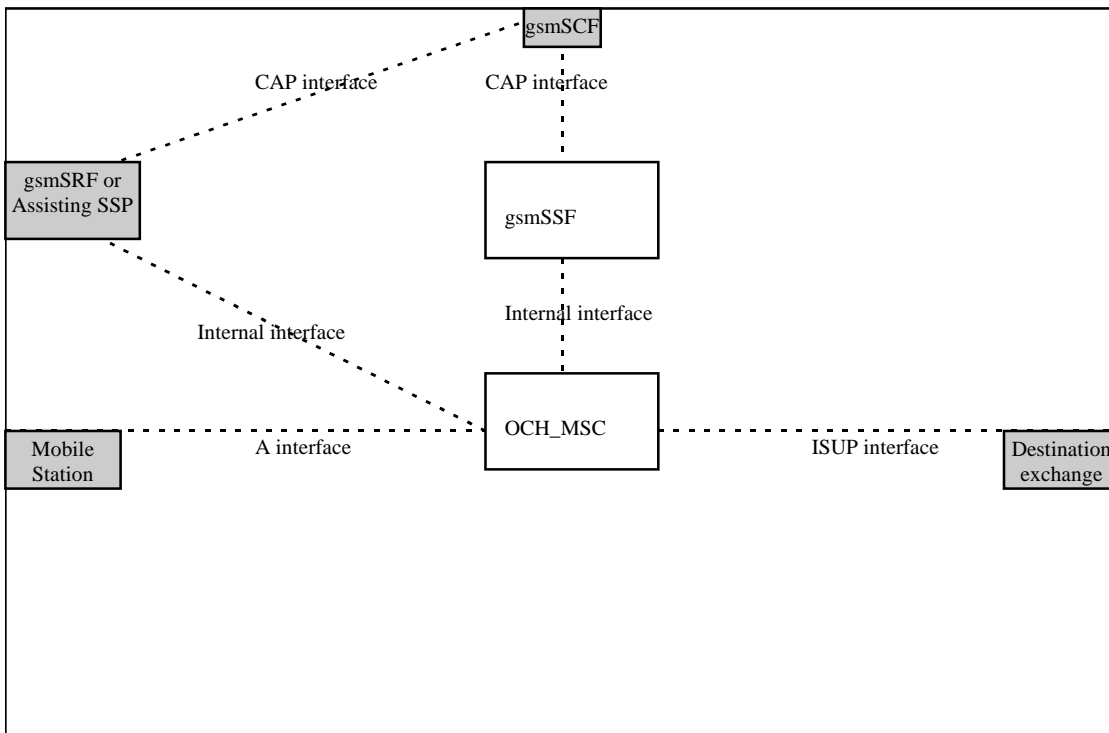 gsmSCF
CAP interface
CAP interface
gsmSRF or
Assisting SSP
gsmSSF
Internal interface
Internal interface
OCH_MSC
Mobile
Station
A interface
ISUP interface
Destination
exchange